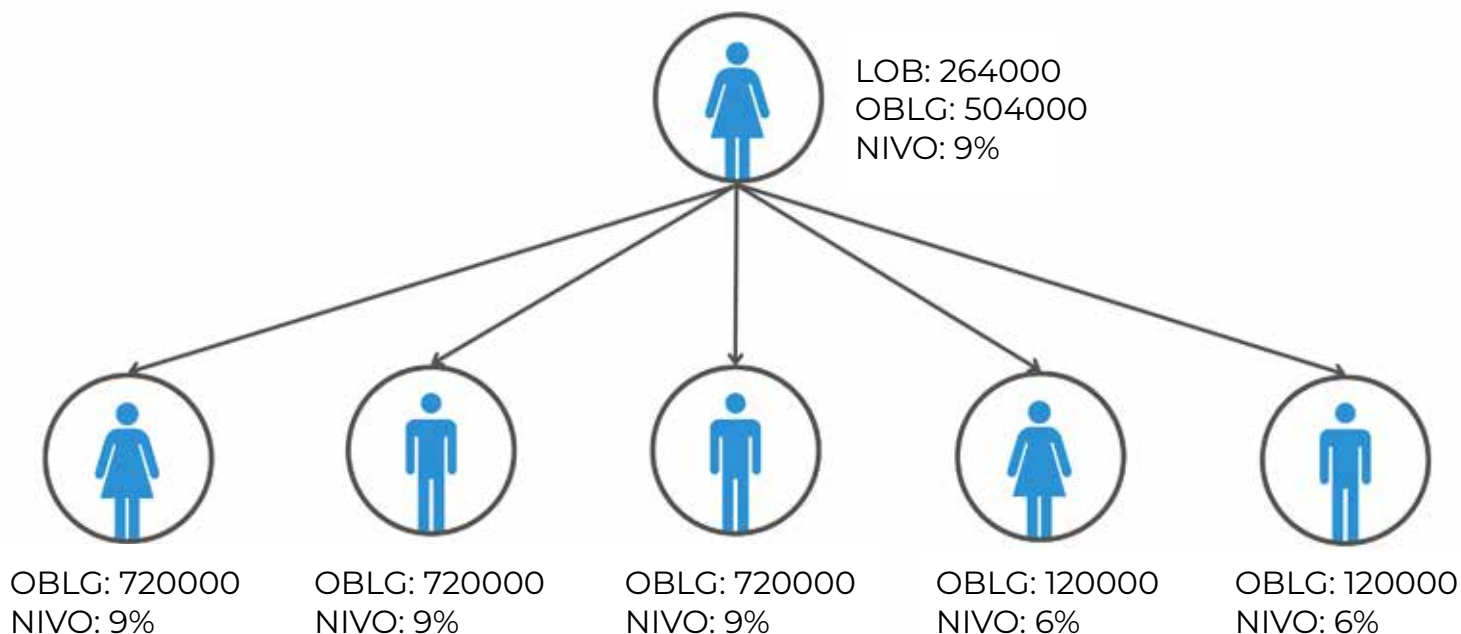 LOB: 264000
OBLG: 504000
NIVO: 9%
OBLG: 720000
NIVO: 9%
OBLG: 720000
NIVO: 9%
OBLG: 720000
NIVO: 9%
OBLG: 120000
NIVO: 6%
OBLG: 120000
NIVO: 6%